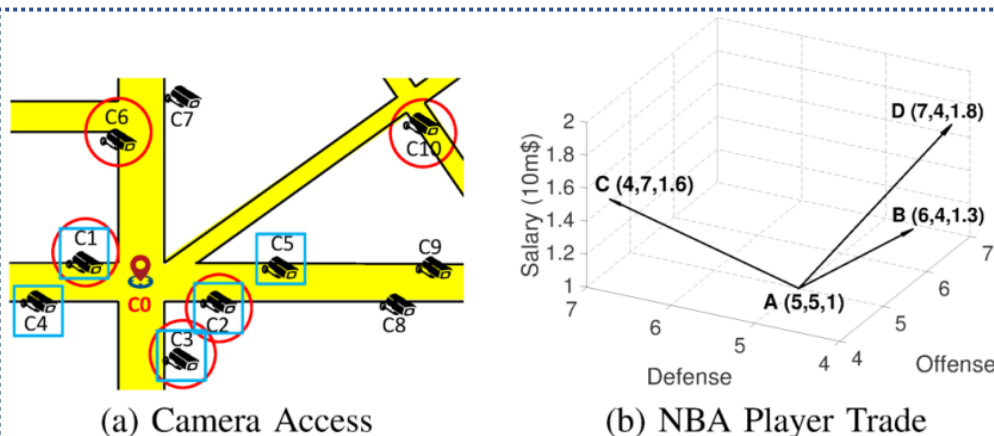 C6
C7
C10
C1
C5
C9
C0
C4
C2
C8
C3
(a) Camera Access
Salary (10m$)
2
1.8
1.6
1.4
1.2
1
D (7,4,1.8)
C (4,7,1.6)
B (6,4,1.3)
A (5,5,1)
7
6
5
4
Defense
4
5
6
7
Offense
(b) NBA Player Trade